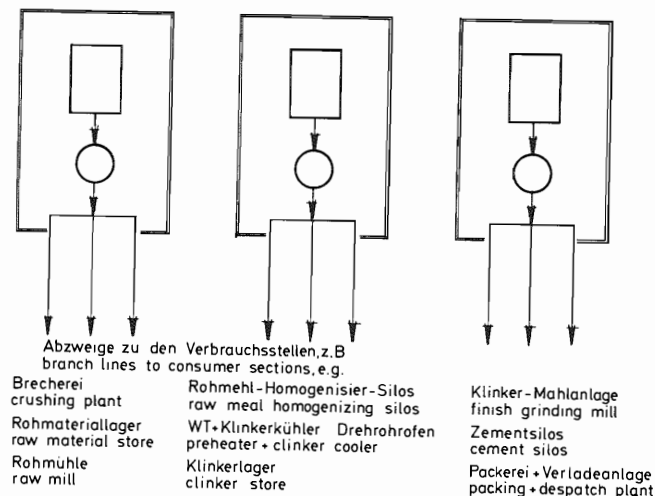 Abzweige zu den Verbrauchsstellen,z.B
branch lines to consumer sections, e.g.
Brecherei
crushing plant
Rohmateriallager
raw material store
Rohmühle
raw mill
Rohmehl-Homogenisier-Silos
raw meal homogenizing silos
WT+Klinkerkühler Drehrohrofen
preheater + clinker cooler
Klinkerlager
clinker store
Klinker-Mahlanlage
finish grinding mill
Zementsilos
cement silos
Packerei+Verladeanlage
packing+despatch plant